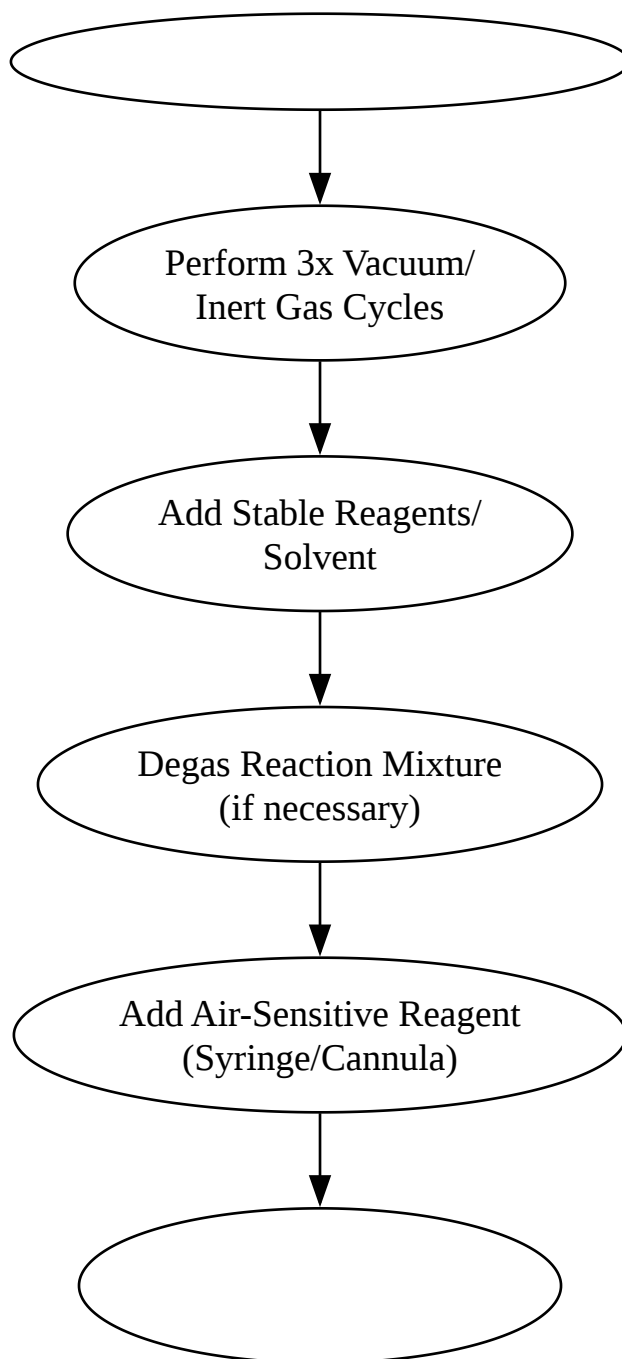 Perform 3x Vacuum/
Inert Gas Cycles
Add Stable Reagents/
Solvent
Degas Reaction Mixture
(if necessary)
Add Air-Sensitive Reagent
(Syringe/Cannula)